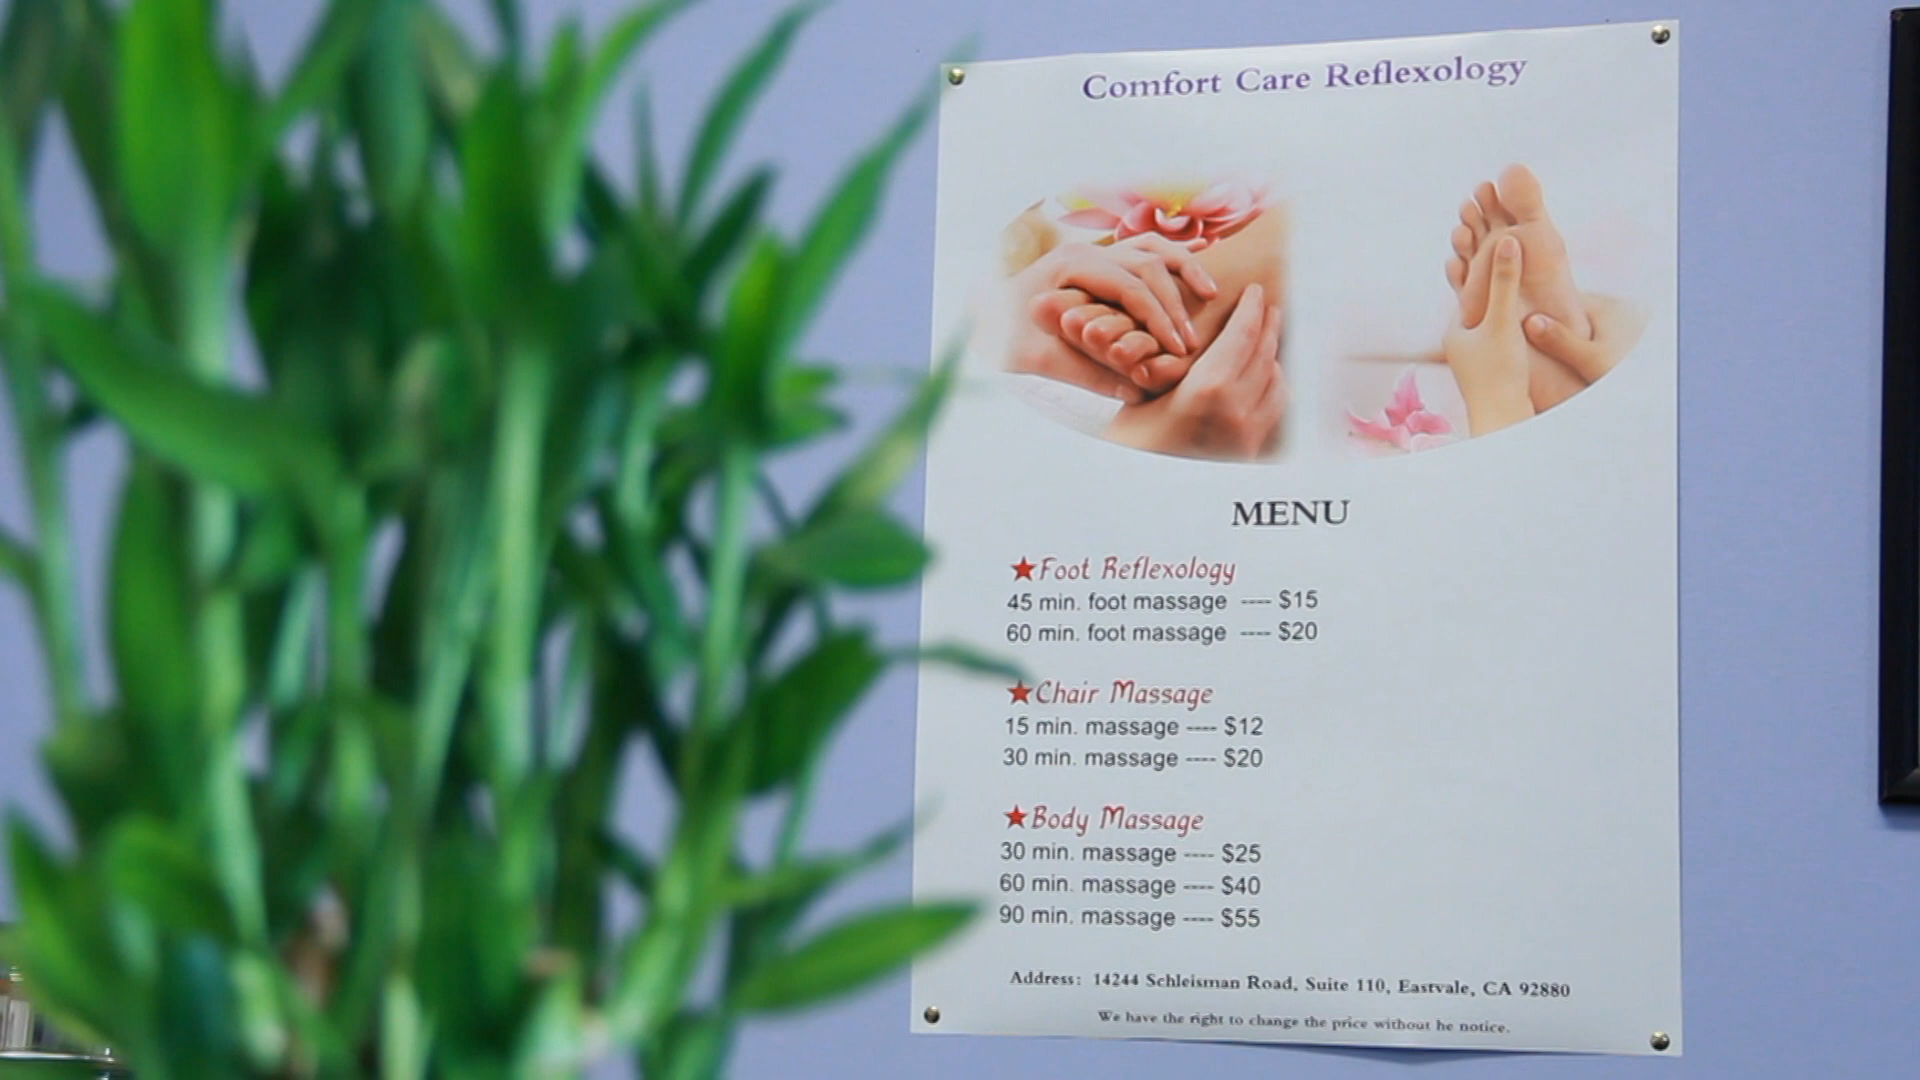 Comfort Care Reflexology
MENU
★Foot Reflexology
45 min. foot massage ---- $15
60 min. foot massage ---- $20
★Chair Massage
15 min. massage ---- $12
30 min. massage ---- $20
★Body Massage
30 min. massage ---- $25
60 min. massage ---- $40
90 min. massage ---- $55
Address: 14244 Schleisman Road, Suite 110, Eastvale, CA 92880
We have the right to change the price without he notice.